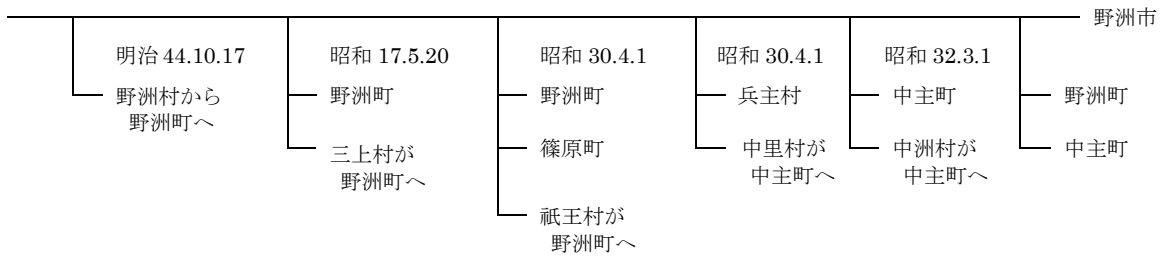 野洲市
明治 44.10.17
野洲村から
野洲町へ
昭和 17.5.20
野洲町
三上村が
野洲町へ
昭和 30.4.1
野洲町
篠原町
祇王村が
野洲町へ
昭和 30.4.1
兵主村
中里村が
中主町へ
昭和 32.3.1
中主町
中洲村が
中主町へ
野洲町
中主町